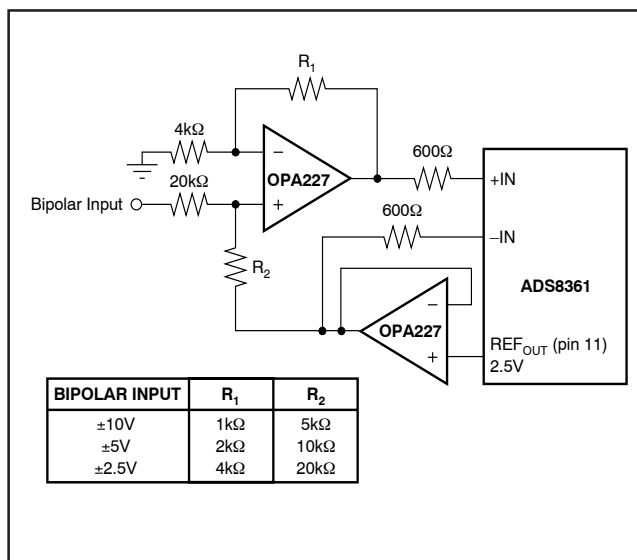 R1
4kΩ
−
OPA227
+
20kΩ
Bipolar Input
R2
600Ω
+IN
600Ω
−IN
ADS8361
−
OPA227
+
REFOUT (pin 11)
2.5V
BIPOLAR INPUT R1 R2
±10V 1kΩ 5kΩ
±5V 2kΩ 10kΩ
±2.5V 4kΩ 20kΩ